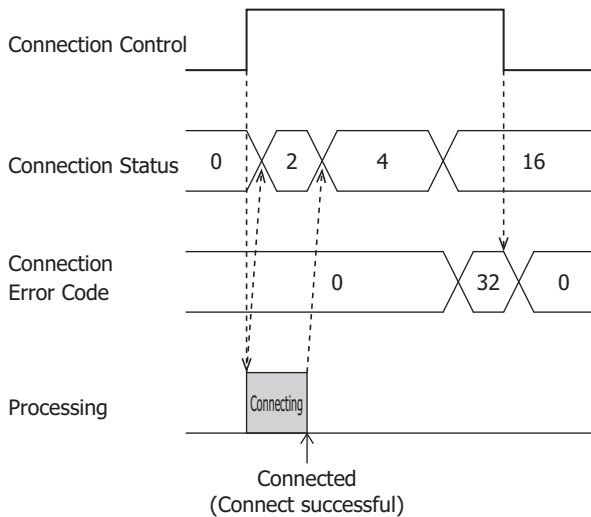 Connection Control
Connection Status
0
2
4
16
Connection
Error Code
0
32
0
Processing
Connecting
Connected
(Connect successful)